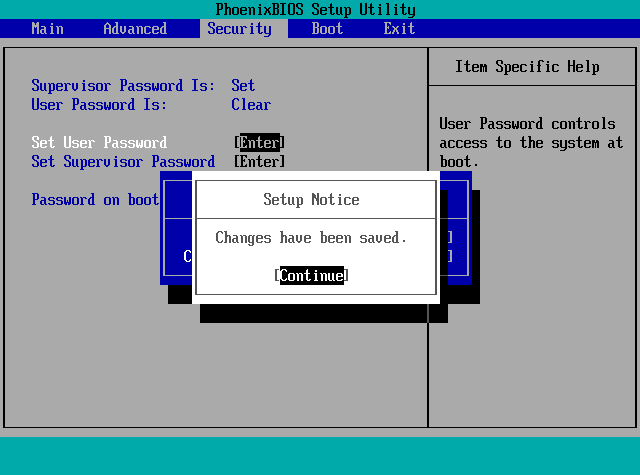 PhoenixBIOS Setup Utility
Main Advanced Security Boot Exit
Item Specific Help
Supervisor Password Is: Set
User Password Is: Clear
User Password controls
access to the system at
boot.
Set User Password [Enter]
Set Supervisor Password [Enter]
Password on boot
Setup Notice
Changes have been saved.
[Continue]
C
]
]